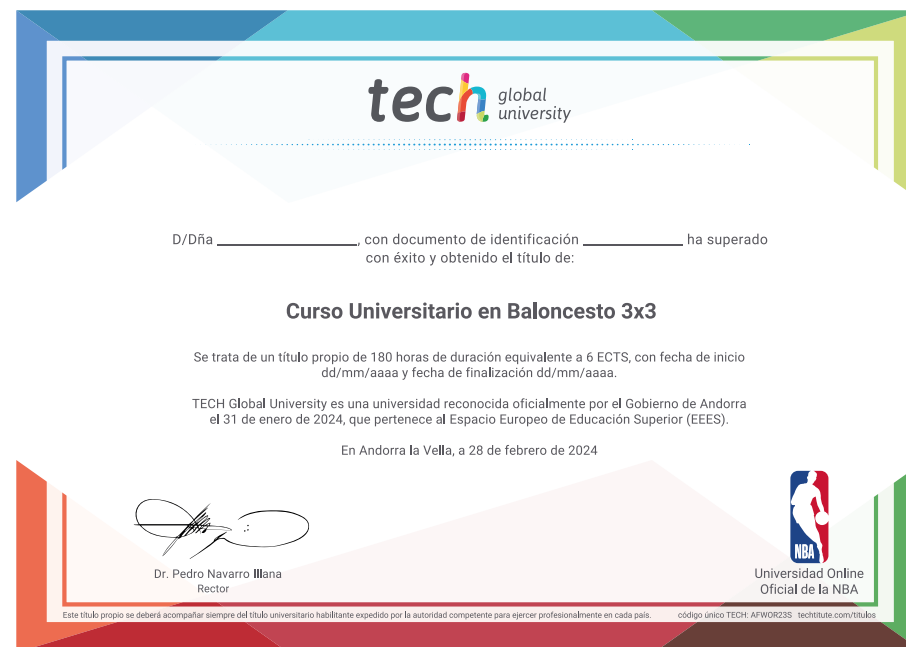 tech global
university
D/Dña ____________, con documento de identificación ____________ ha superado
con éxito y obtenido el título de:
Curso Universitario en Baloncesto 3x3
Se trata de un título propio de 180 horas de duración equivalente a 6 ECTS, con fecha de inicio
dd/mm/aaaa y fecha de finalización dd/mm/aaaa.
TECH Global University es una universidad reconocida oficialmente por el Gobierno de Andorra
el 31 de enero de 2024, que pertenece al Espacio Europeo de Educación Superior (EEES).
En Andorra la Vella, a 28 de febrero de 2024
NBA
Dr. Pedro Navarro Illana
Rector
Universidad Online
Oficial de la NBA
Este título propio se deberá acompañar siempre del título universitario habilitante expedido por la autoridad competente para ejercer profesionalmente en cada país.
código único TECH: AFWOR23S techtitute.com/titulos